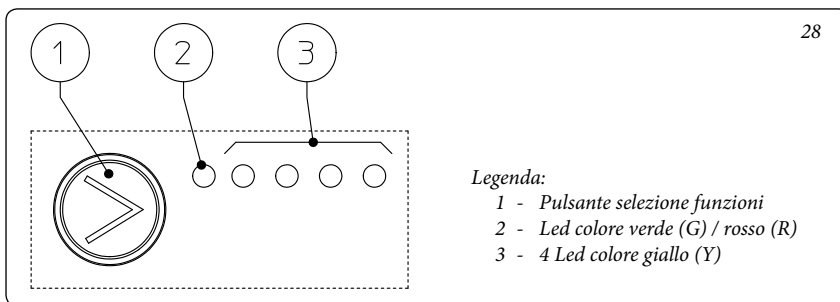 28
1 2 3
Legenda:
1 - Pulsante selezione funzioni
2 - Led colore verde (G) / rosso (R)
3 - 4 Led colore giallo (Y)